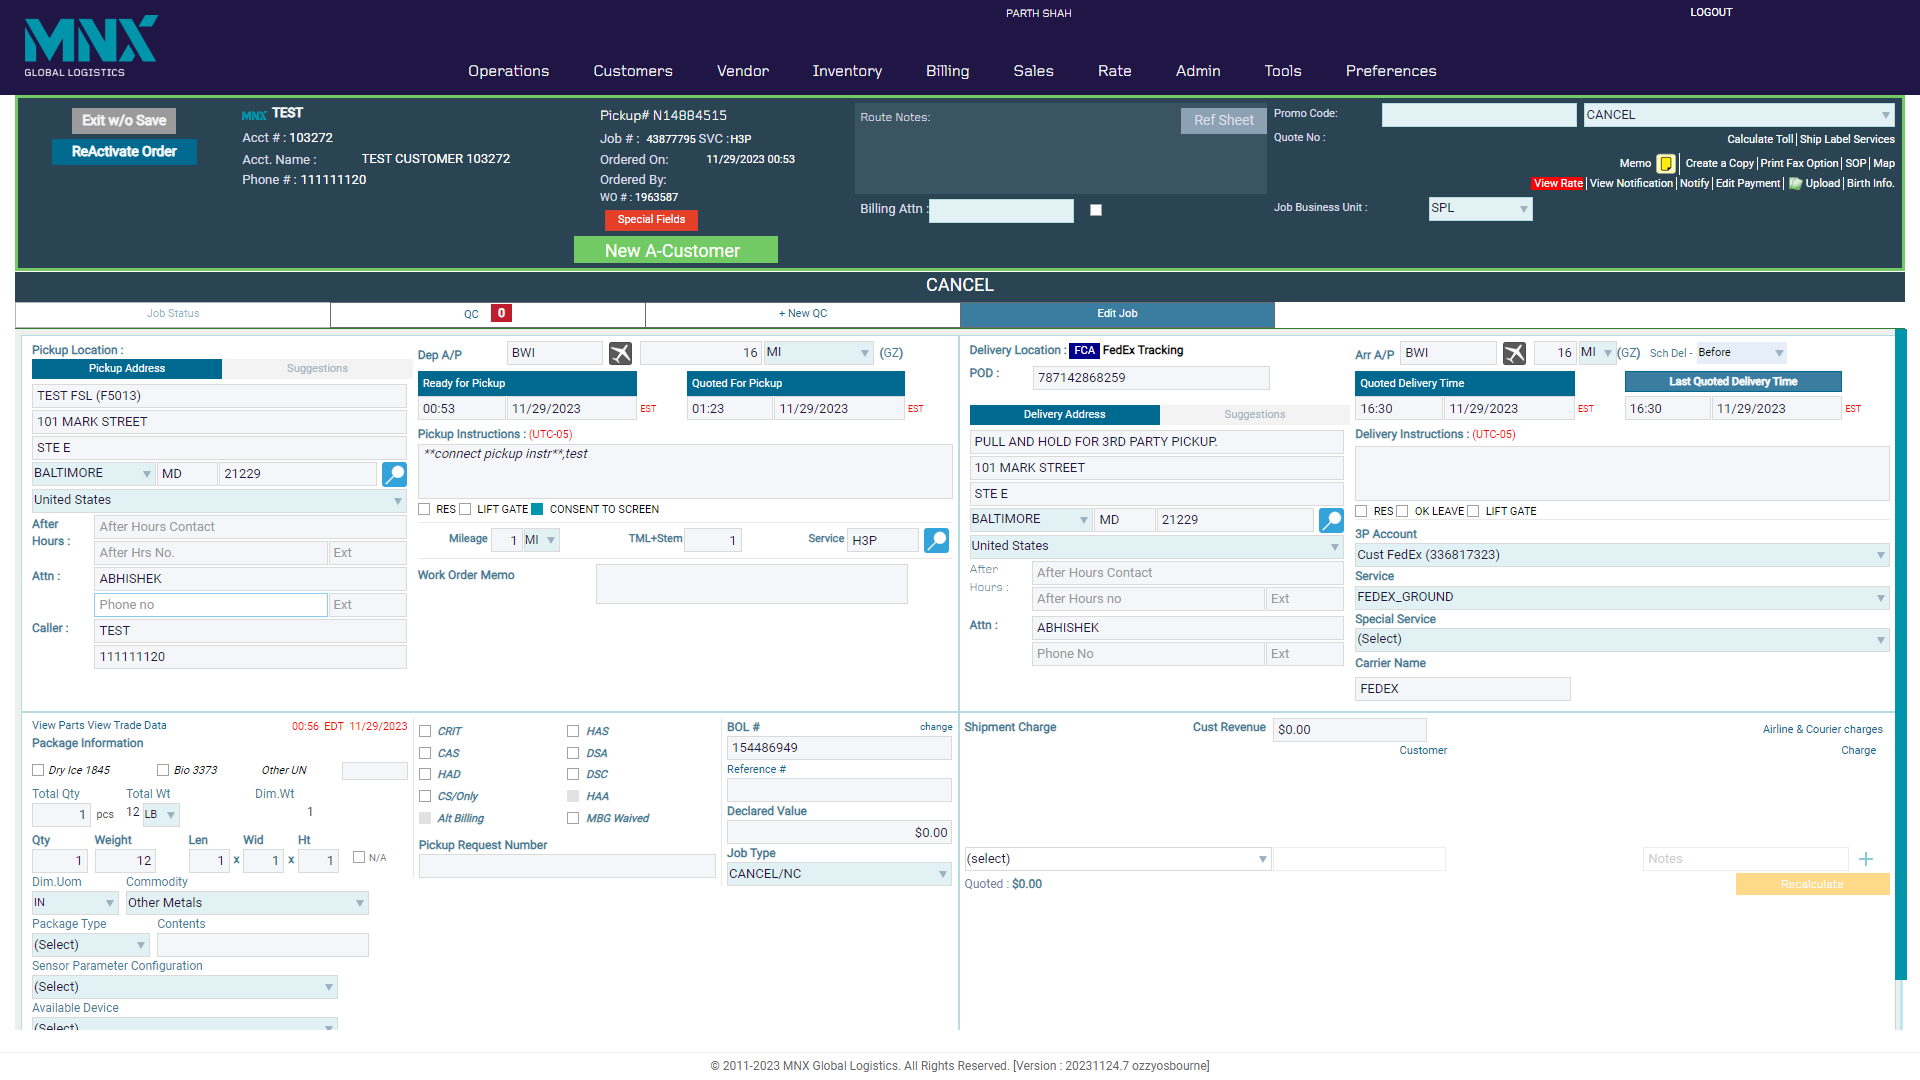 MNX
GLOBAL LOGISTICS
PARTH SHAH
LOGOUT
Operations Customers Vendor Inventory Billing Sales Rate Admin Tools Preferences
Exit w/o Save
ReActivate Order
MNX TEST
Acct # : 103272
Acct. Name : TEST CUSTOMER 103272
Phone # : 111111120
Pickup# N14884515
Job # : 43877795 SVC : H3P
Ordered On: 11/29/2023 00:53
Ordered By:
WO # : 1963587
Special Fields
New A-Customer
Route Notes:
Ref Sheet
Billing Attn :
Promo Code:
CANCEL
Quote No :
Calculate Toll | Ship Label Services
Memo | Create a Copy | Print Fax Option | SOP | Map
View Rate | View Notification | Notify | Edit Payment | Upload | Birth Info.
Job Business Unit : SPL
CANCEL
Job Status
QC 0
+ New QC
Edit Job
Pickup Location :
Pickup Address Suggestions
TEST FSL (F5013)
101 MARK STREET
STE E
BALTIMORE MD 21229
United States
After Hours : After Hours Contact
After Hrs No. Ext
Attn : ABHISHEK
Phone no Ext
Caller : TEST
111111120
Dep A/P BWI 16 MI (GZ)
Ready for Pickup
00:53 11/29/2023 EST
Quoted For Pickup
01:23 11/29/2023 EST
Pickup Instructions : (UTC-05)
**connect pickup instr**,test
RES LIFT GATE CONSENT TO SCREEN
Mileage 1 MI TML+Stem 1 Service H3P
Work Order Memo
Delivery Location : FCA FedEx Tracking
POD : 787142868259
Delivery Address Suggestions
PULL AND HOLD FOR 3RD PARTY PICKUP.
101 MARK STREET
STE E
BALTIMORE MD 21229
United States
After Hours : After Hours Contact
After Hours no Ext
Attn : ABHISHEK
Phone No Ext
Arr A/P BWI 16 MI (GZ) Sch Del - Before
Quoted Delivery Time
16:30 11/29/2023 EST
Last Quoted Delivery Time
16:30 11/29/2023 EST
Delivery Instructions : (UTC-05)
RES OK LEAVE LIFT GATE
3P Account
Cust FedEx (336817323)
Service
FEDEX_GROUND
Special Service
(Select)
Carrier Name
FEDEX
View Parts View Trade Data 00:56 EDT 11/29/2023
Package Information
Dry Ice 1845 Bio 3373 Other UN
Total Qty Total Wt Dim.Wt
1 pcs 12 LB 1
Qty Weight Len Wid Ht
1 12 1 x 1 x 1 N/A
Dim.Uom Commodity
IN Other Metals
Package Type Contents
(Select)
Sensor Parameter Configuration
(Select)
Available Device
(Select)
CRIT HAS
CAS DSA
HAD DSC
CS/Only HAA
Alt Billing MBG Waived
Pickup Request Number
BOL # change
154486949
Reference #
Declared Value
$0.00
Job Type
CANCEL/NC
Shipment Charge Cust Revenue $0.00 Airline & Courier charges
Customer Charge
(select) Notes +
Quoted : $0.00
Recalculate
© 2011-2023 MNX Global Logistics. All Rights Reserved. [Version : 20231124.7 ozzyosbourne]